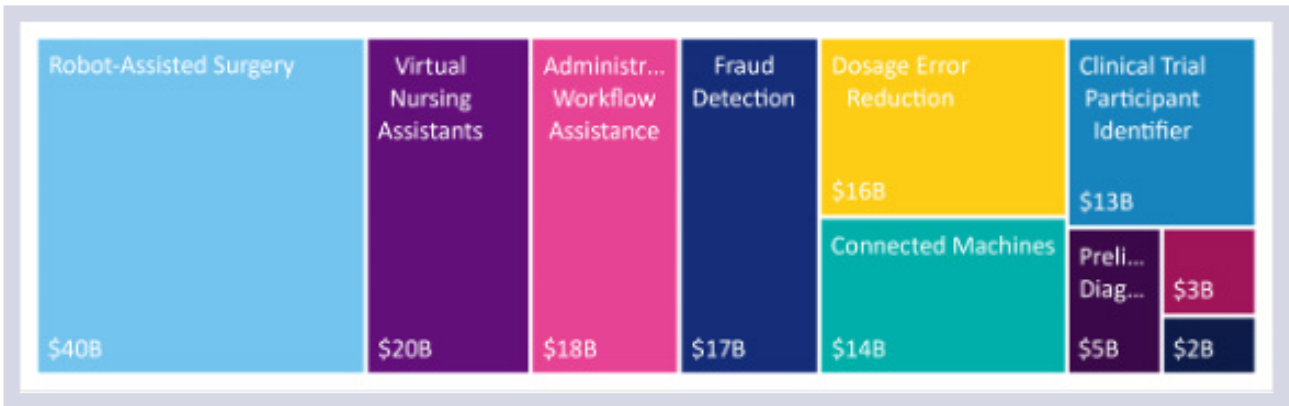 Robot-Assisted Surgery
$40B
Virtual
Nursing
Assistants
$20B
Administr...
Workflow
Assistance
$18B
Fraud
Detection
$17B
Dosage Error
Reduction
$16B
Connected Machines
$14B
Clinical Trial
Participant
Identifier
$13B
Preli...
Diag...
$5B
$3B
$2B